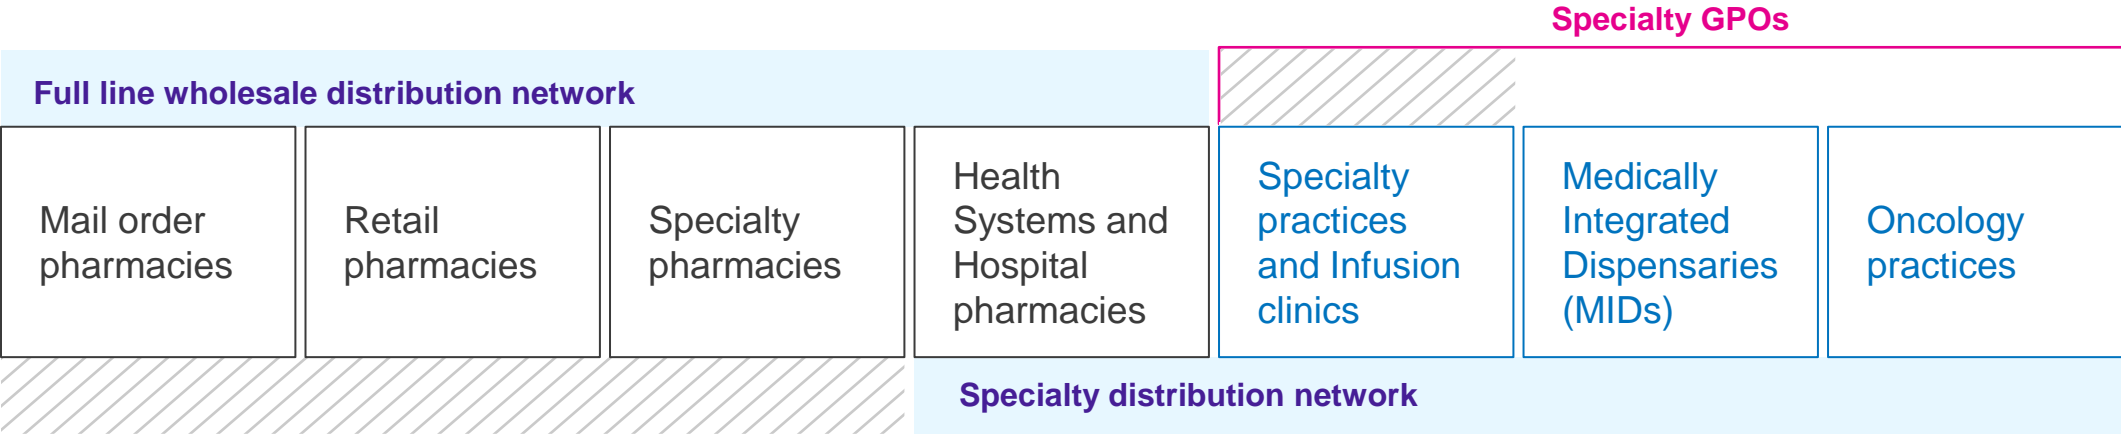 Specialty GPOs
Full line wholesale distribution network
Mail order
pharmacies
Retail
pharmacies
Specialty
pharmacies
Health
Systems and
Hospital
pharmacies
Specialty
practices
and Infusion
clinics
Medically
Integrated
Dispensaries
(MIDs)
Oncology
practices
Specialty distribution network